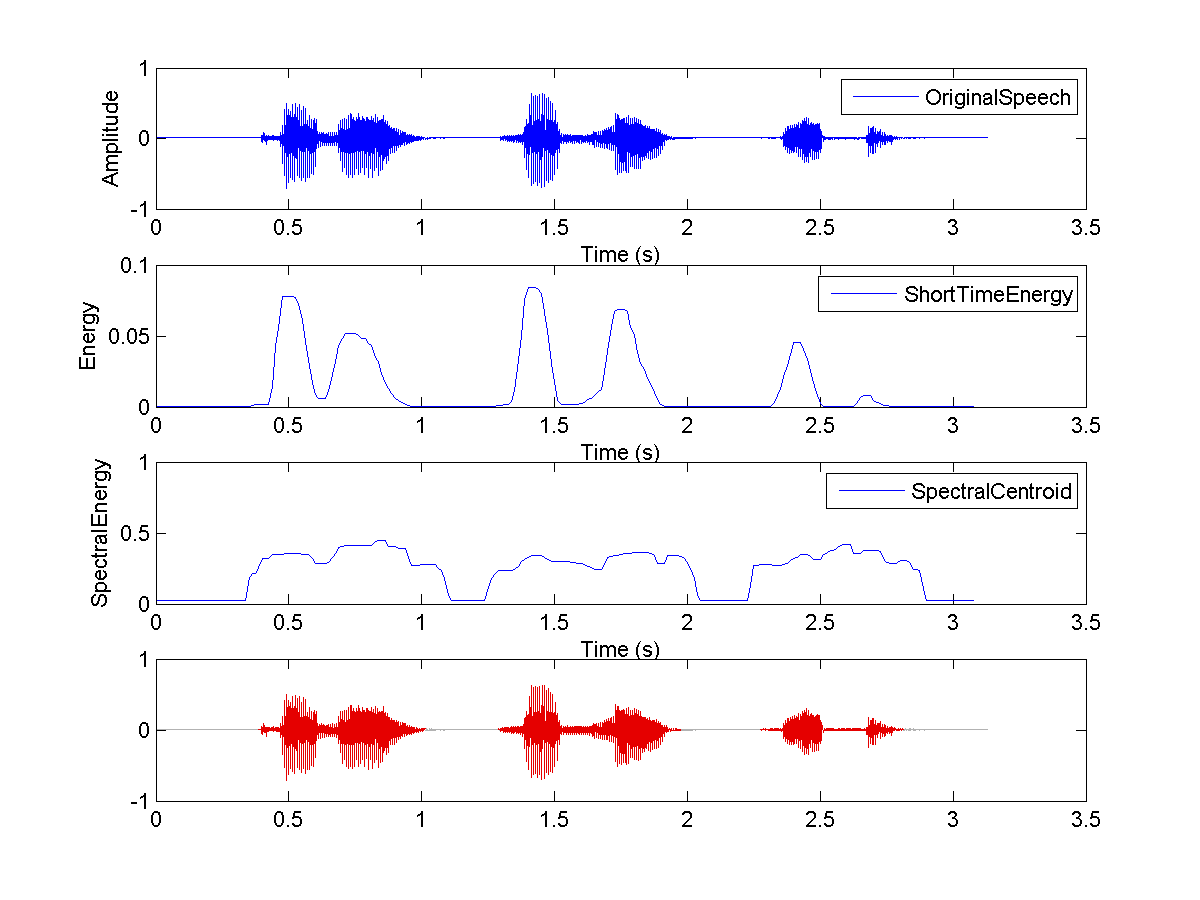 1
OriginalSpeech
Amplitude
0
-1
0 0.5 1 1.5 2 2.5 3 3.5
Time (s)
0.1
ShortTimeEnergy
Energy
0.05
0
0 0.5 1 1.5 2 2.5 3 3.5
Time (s)
1
SpectralCentroid
SpectralEnergy
0.5
0
0 0.5 1 1.5 2 2.5 3 3.5
Time (s)
1
0
-1
0 0.5 1 1.5 2 2.5 3 3.5